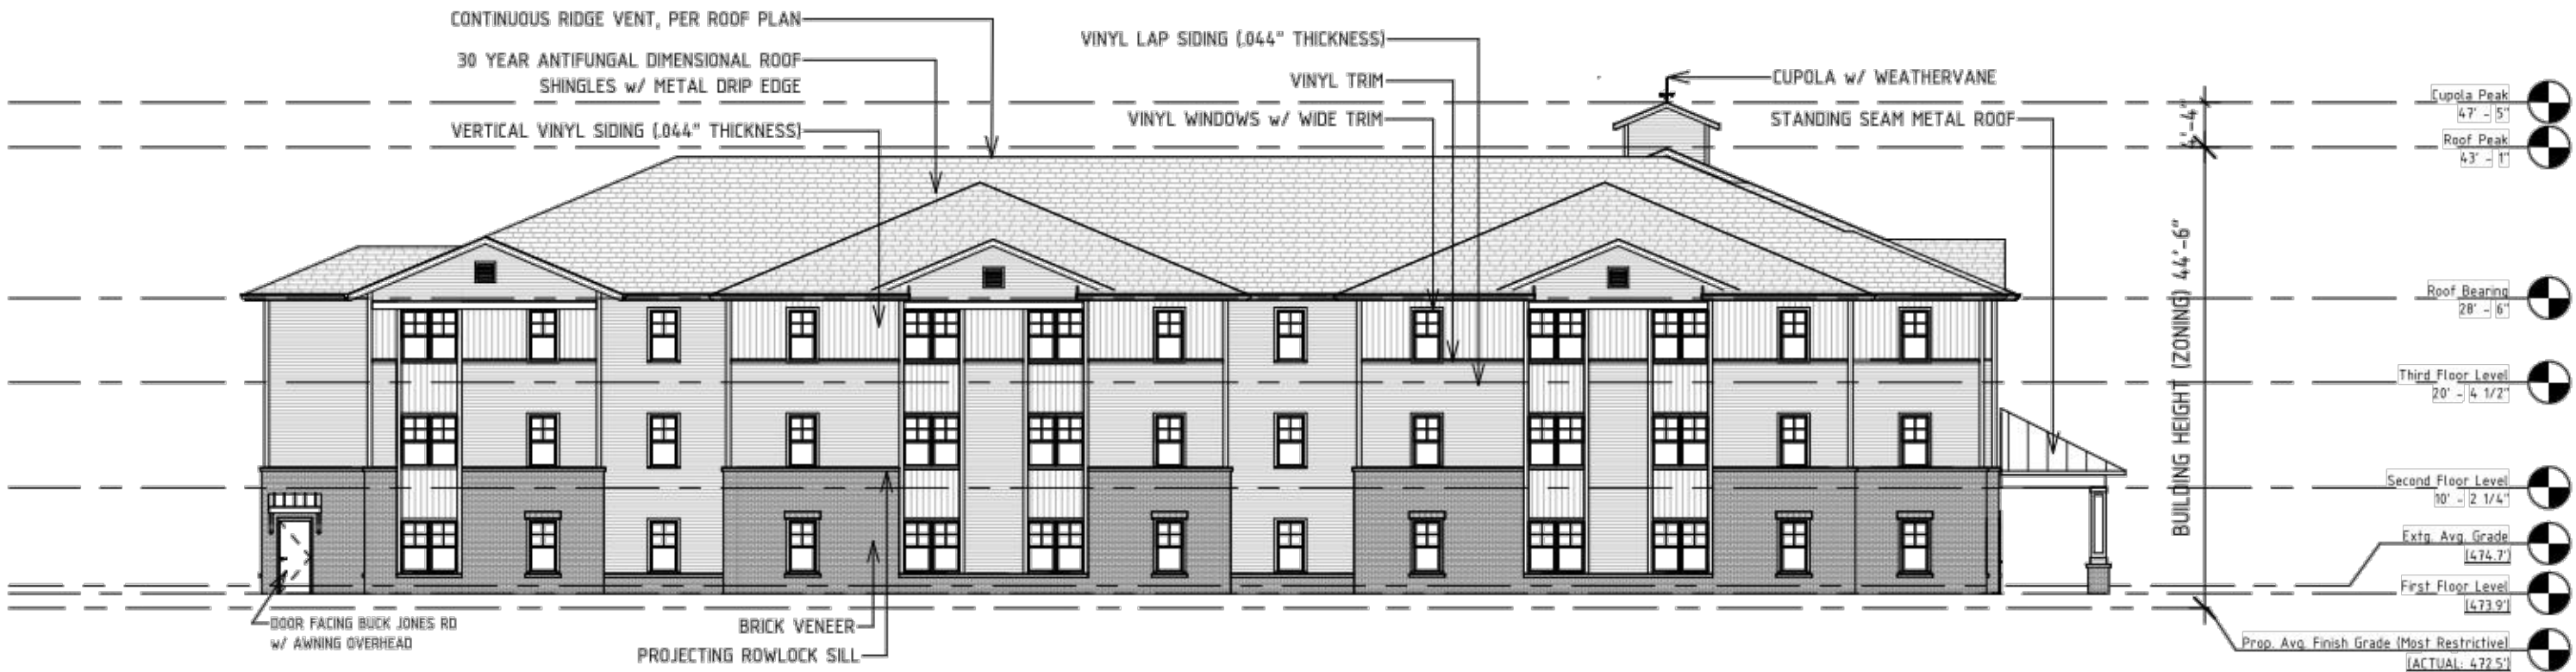 CONTINUOUS RIDGE VENT, PER ROOF PLAN
30 YEAR ANTIFUNGAL DIMENSIONAL ROOF
SHINGLES w/ METAL DRIP EDGE
VERTICAL VINYL SIDING (.044" THICKNESS)
VINYL LAP SIDING (.044" THICKNESS)
VINYL TRIM
VINYL WINDOWS w/ WIDE TRIM
CUPOLA w/ WEATHERVANE
STANDING SEAM METAL ROOF
4'-4"
BUILDING HEIGHT (ZONING) 44'-6"
Cupola Peak
47' - 5"
Roof Peak
43' - 1"
Roof Bearing
28' - 6"
Third Floor Level
20' - 4 1/2"
Second Floor Level
10' - 2 1/4"
Extg. Avg. Grade
(474.7')
First Floor Level
(473.9')
Prop. Avg. Finish Grade (Most Restrictive)
(ACTUAL: 472.5')
DOOR FACING BUCK JONES RD
w/ AWNING OVERHEAD
BRICK VENEER
PROJECTING ROWLOCK SILL